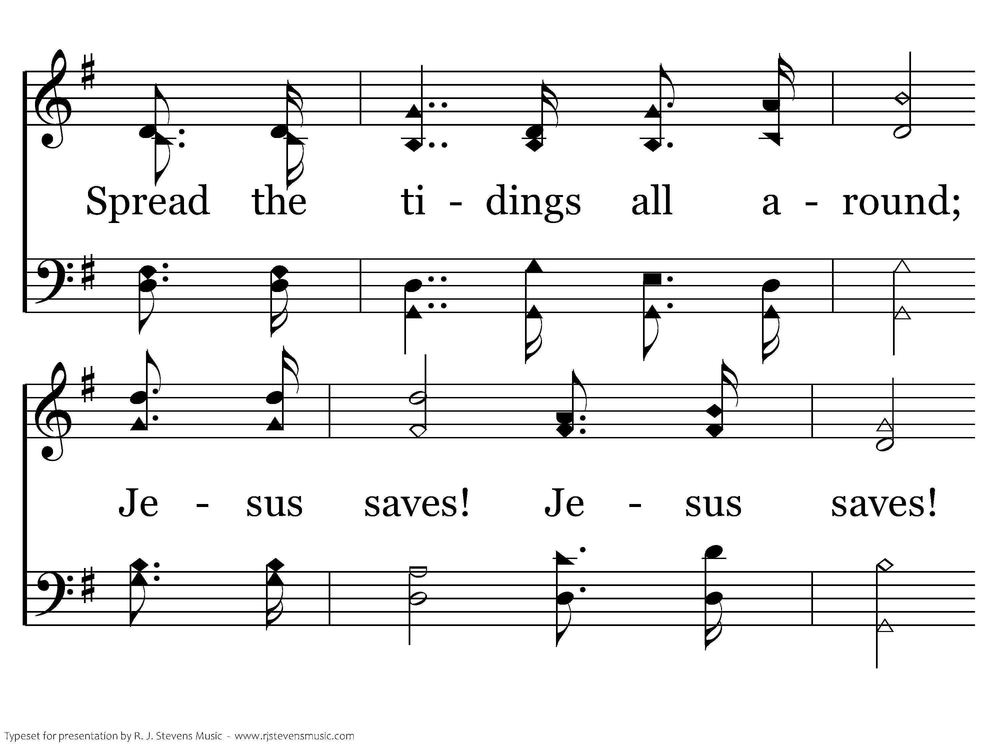 Spread the ti - dings all a - round;
Je - sus saves! Je - sus saves!
Typeset for presentation by R. J. Stevens Music - www.rjstevensmusic.com